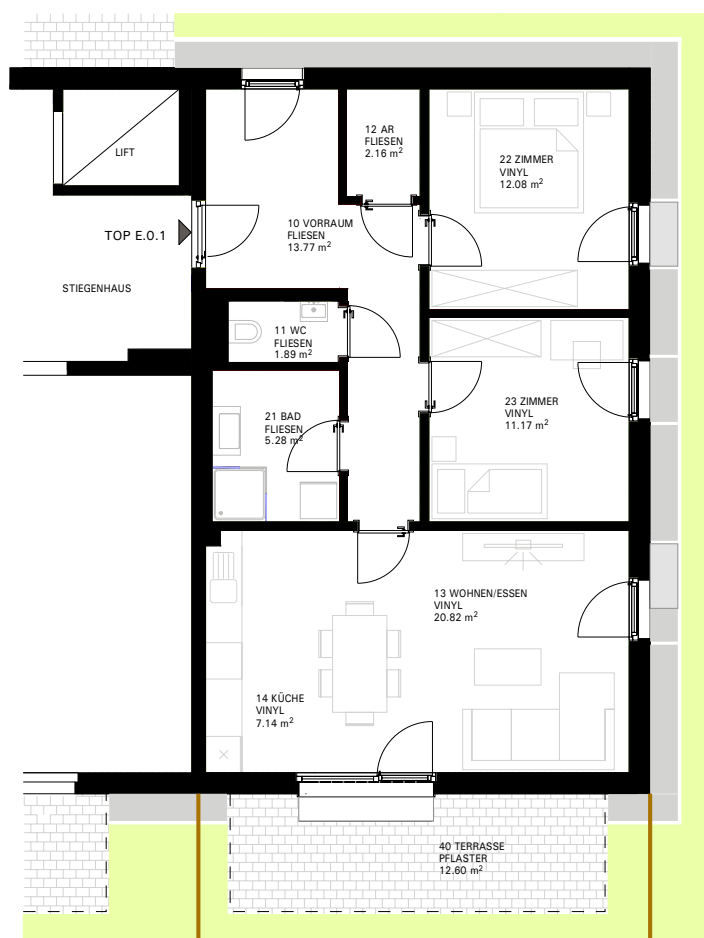 LIFT
12 AR
FLIESEN
2.16 m²
22 ZIMMER
VINYL
12.08 m²
TOP E.0.1
10 VORRAUM
FLIESEN
13.77 m²
STIEGENHAUS
11 WC
FLIESEN
1.89 m²
23 ZIMMER
VINYL
11.17 m²
21 BAD
FLIESEN
5.28 m²
13 WOHNEN/ESSEN
VINYL
20.82 m²
14 KÜCHE
VINYL
7.14 m²
40 TERRASSE
PFLASTER
12.60 m²